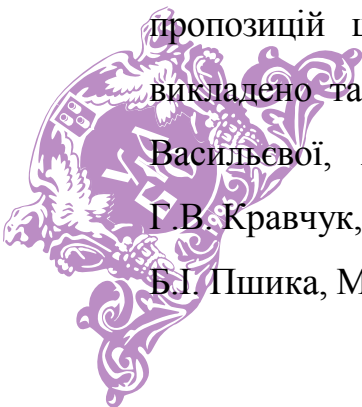 пропозицій
викладено та
Васильєвої,
Г.В. Кравчук,
Б.І. Пшика, М